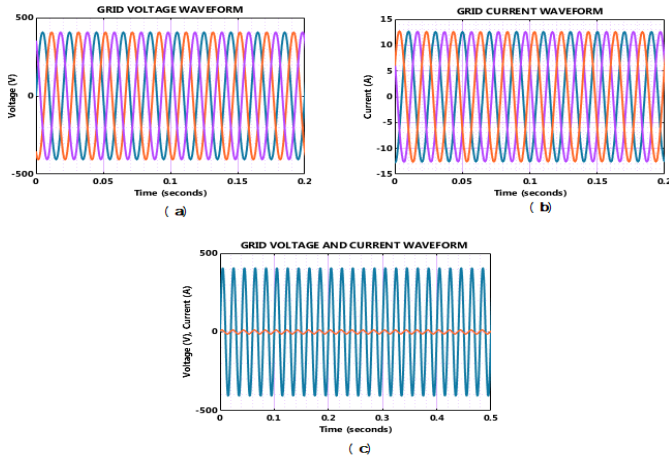 GRID VOLTAGE WAVEFORM
500
0
-500
Voltage (V)
0 0.05 0.1 0.15 0.2
Time (seconds)
( a)
GRID CURRENT WAVEFORM
15
10
5
0
-5
-10
-15
Current (A)
0 0.05 0.1 0.15 0.2
Time (seconds)
( b)
GRID VOLTAGE AND CURRENT WAVEFORM
500
0
-500
Voltage (V), Current (A)
0 0.1 0.2 0.3 0.4 0.5
Time (seconds)
( c)